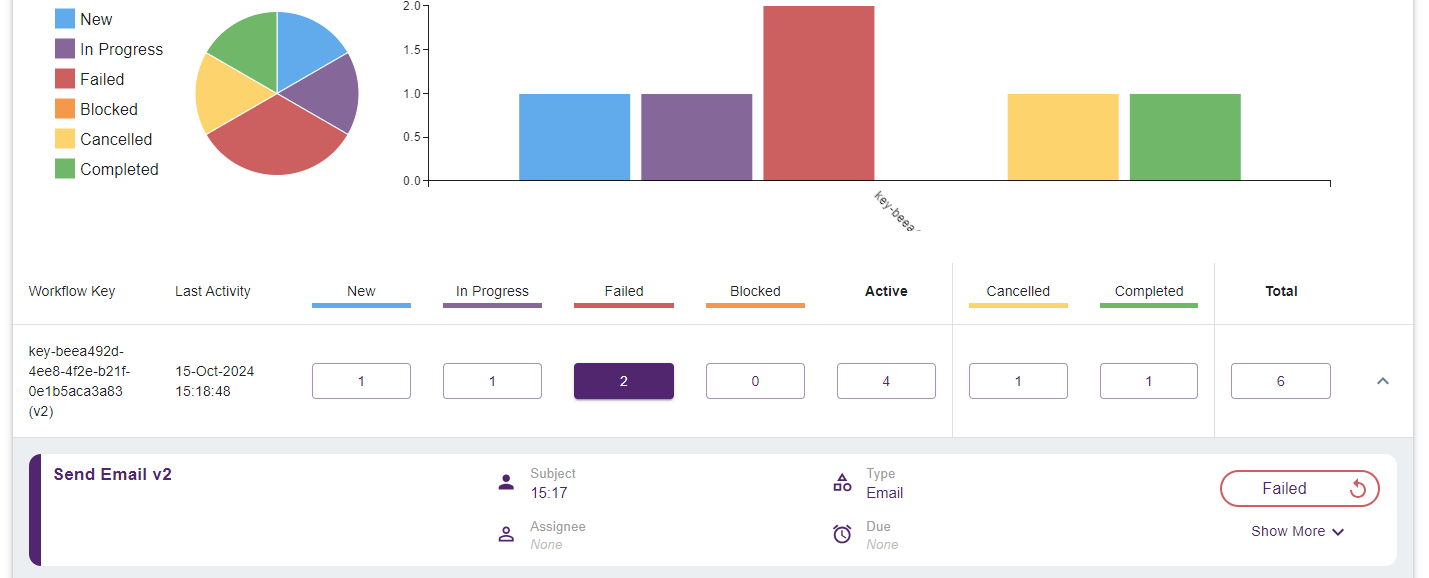 New
In Progress
Failed
Blocked
Cancelled
Completed
2.0
1.5
1.0
0.5
0.0
Workflow Key
Last Activity
New
In Progress
Failed
Blocked
Active
Cancelled
Completed
Total
key-beea492d-
4ee8-4f2e-b21f-
0e1b5aca3a83
(v2)
15-Oct-2024
15:18:48
1
1
2
0
4
1
1
6
Send Email v2
Subject
15:17
Assignee
None
Type
Email
Due
None
Failed
Show More